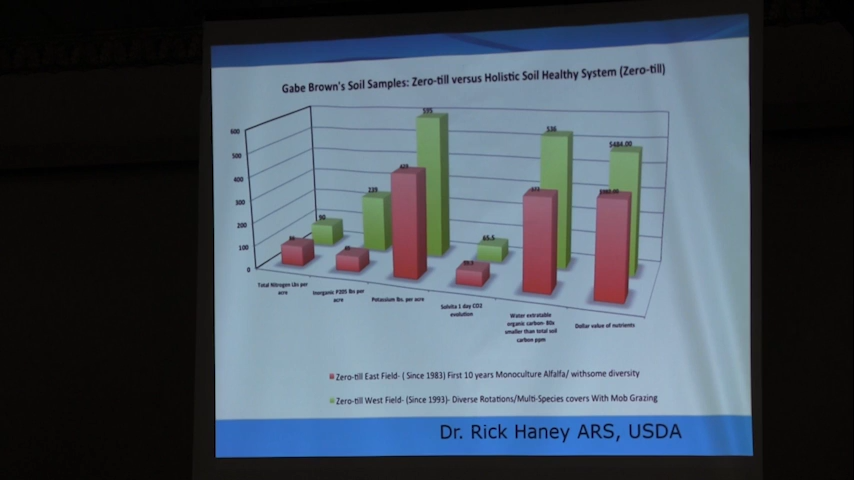 Gabe Brown's Soil Samples: Zero-till versus Holistic Soil Healthy System (Zero-till)
600
500
400
300
200
100
0
90
239
595
65.5
536
$484.00
Total Nitrogen Lbs per
acre
Inorganic P2O5 lbs per
acre
Potassium lbs. per acre
Solvita 1 day CO2
evolution
Water extratable
organic carbon- 80x
smaller than total soil
carbon ppm
Dollar value of nutrients
Zero-till East Field- ( Since 1983) First 10 years Monoculture Alfalfa/ withsome diversity
Zero-till West Field- (Since 1993)- Diverse Rotations/Multi-Species covers With Mob Grazing
Dr. Rick Haney ARS, USDA